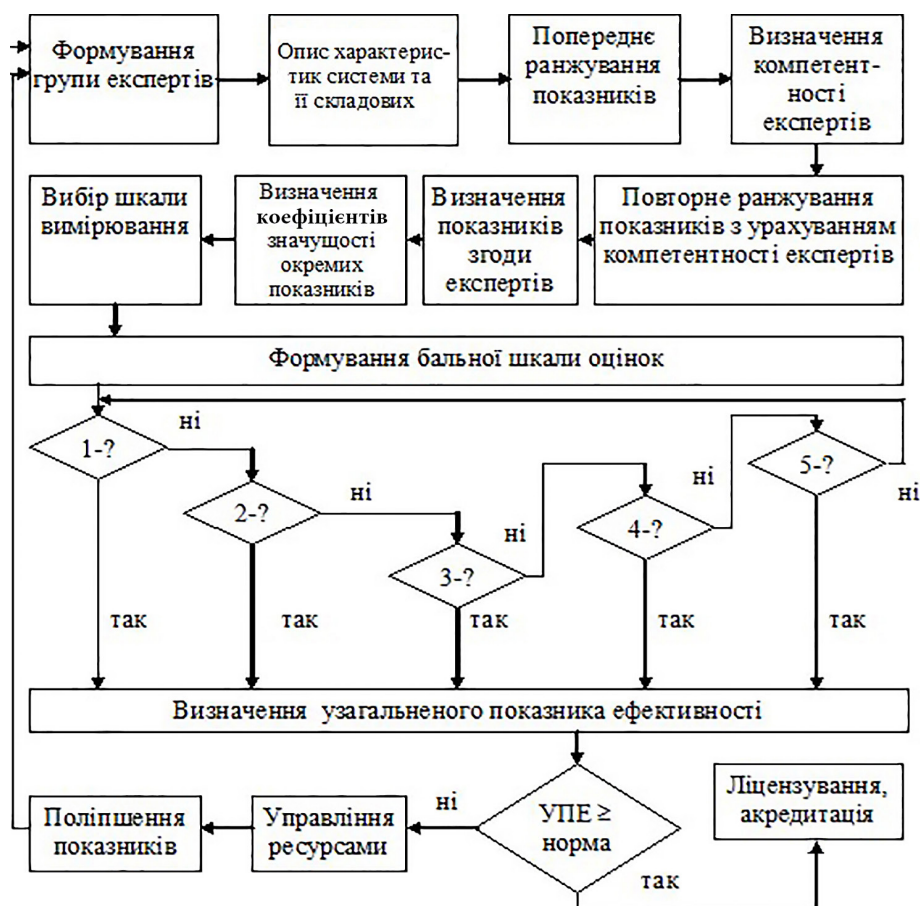 Формування
групи експертів
Опис характерис-
тик системи та
її складових
Попереднє
ранжування
показників
Визначення
компетент-
ності
експертів
Вибір шкали
вимірювання
Визначення
коефіцієнтів
значущості
окремих
показників
Визначення
показників
згоди
експертів
Повторне ранжування
показників з урахуванням
компетентності експертів
Формування бальної шкали оцінок
1-?
ні
2-?
ні
3-?
ні
4-?
ні
5-?
ні
так
так
так
так
так
Визначення узагальненого показника ефективності
Поліпшення
показників
Управління
ресурсами
ні
УПЕ ≥
норма
так
Ліцензування,
акредитація